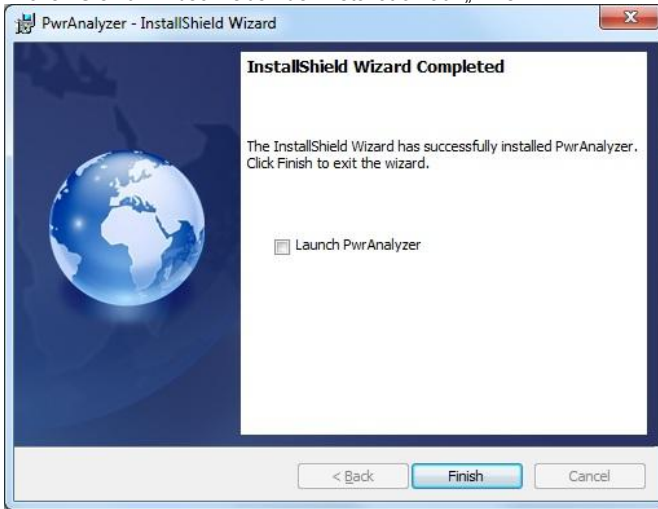 PwrAnalyzer - InstallShield Wizard
InstallShield Wizard Completed
The InstallShield Wizard has successfully installed PwrAnalyzer.
Click Finish to exit the wizard.
Launch PwrAnalyzer
< Back
Finish
Cancel